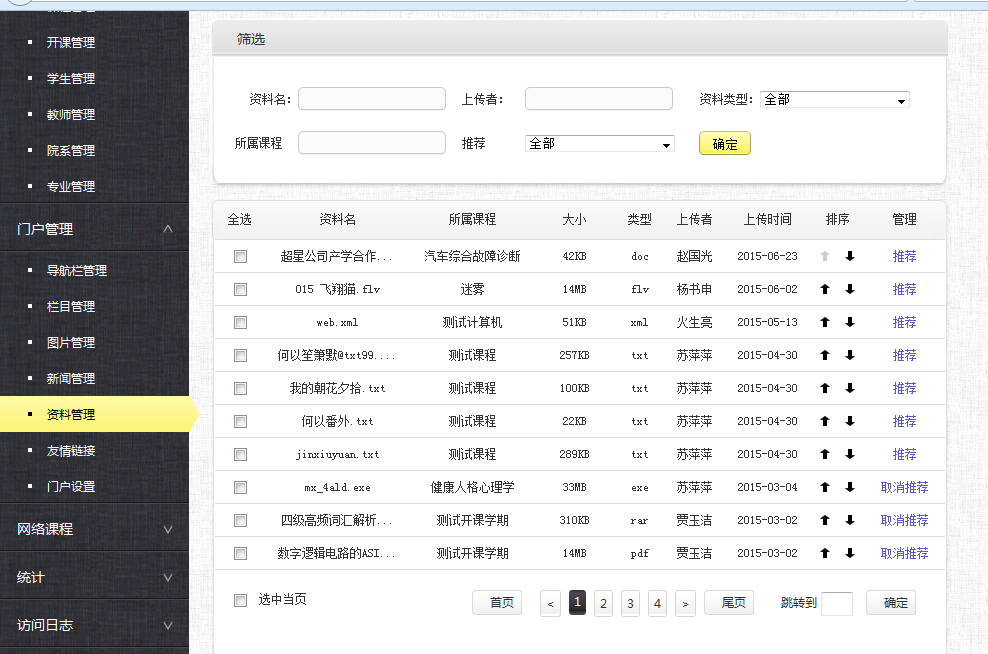 开课管理
学生管理
教师管理
院系管理
专业管理
门户管理
导航栏管理
栏目管理
图片管理
新闻管理
资料管理
友情链接
门户设置
网络课程
统计
访问日志
筛选
资料名： 上传者： 资料类型： 全部
所属课程 推荐 全部 确定
全选 资料名 所属课程 大小 类型 上传者 上传时间 排序 管理
超星公司产学合作... 汽车综合故障诊断 42KB doc 赵国光 2015-06-23 推荐
015 飞翔猫.flv 迷雾 14MB flv 杨书申 2015-06-02 推荐
web.xml 测试计算机 51KB xml 火生亮 2015-05-13 推荐
何以笙箫默@txt99.... 测试课程 257KB txt 苏萍萍 2015-04-30 推荐
我的朝花夕拾.txt 测试课程 100KB txt 苏萍萍 2015-04-30 推荐
何以番外.txt 测试课程 22KB txt 苏萍萍 2015-04-30 推荐
jinxiuyuan.txt 测试课程 289KB txt 苏萍萍 2015-04-30 推荐
mx_4ald.exe 健康人格心理学 33MB exe 苏萍萍 2015-03-04 取消推荐
四级高频词汇解析... 测试开课学期 310KB rar 贾玉洁 2015-03-02 取消推荐
数字逻辑电路的ASI... 测试开课学期 14MB pdf 贾玉洁 2015-03-02 取消推荐
选中当页 首页 < 1 2 3 4 > 尾页 跳转到 确定